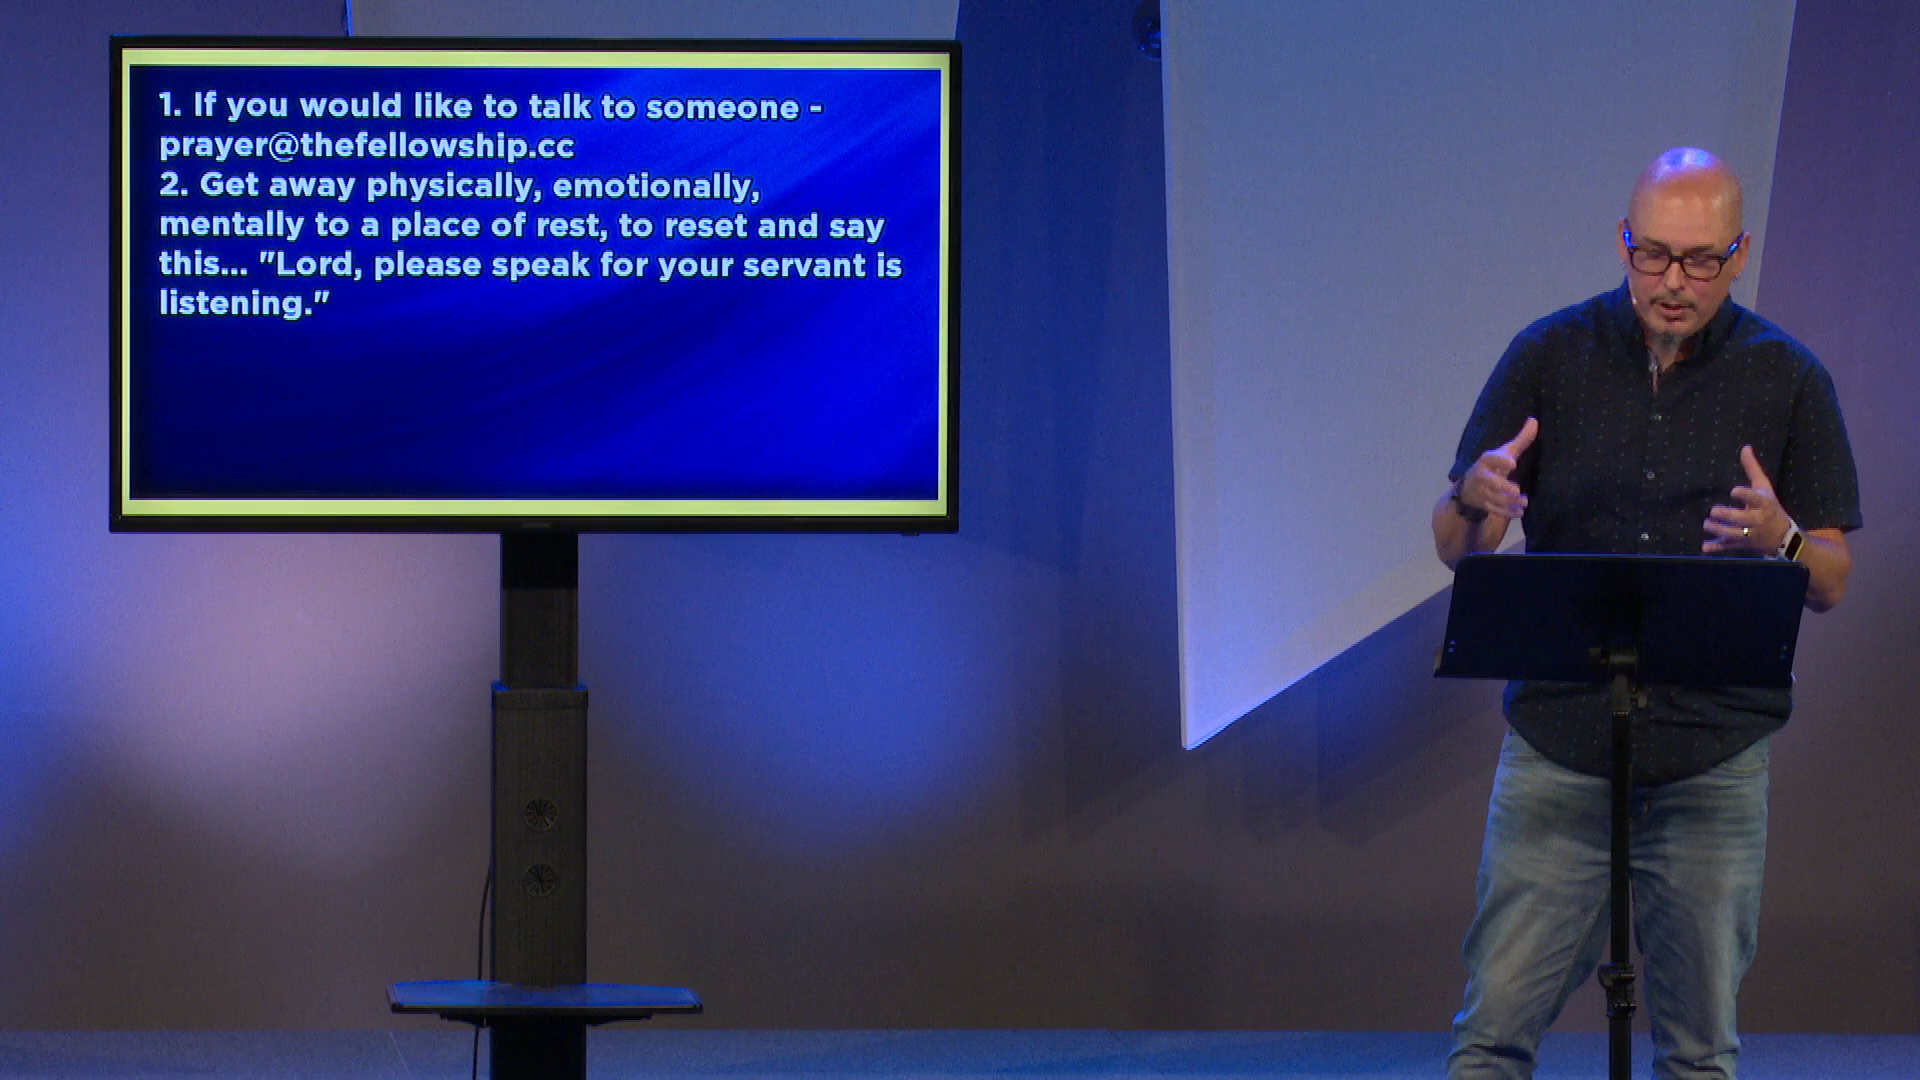 1. If you would like to talk to someone -
prayer@thefellowship.cc
2. Get away physically, emotionally,
mentally to a place of rest, to reset and say
this... "Lord, please speak for your servant is
listening."